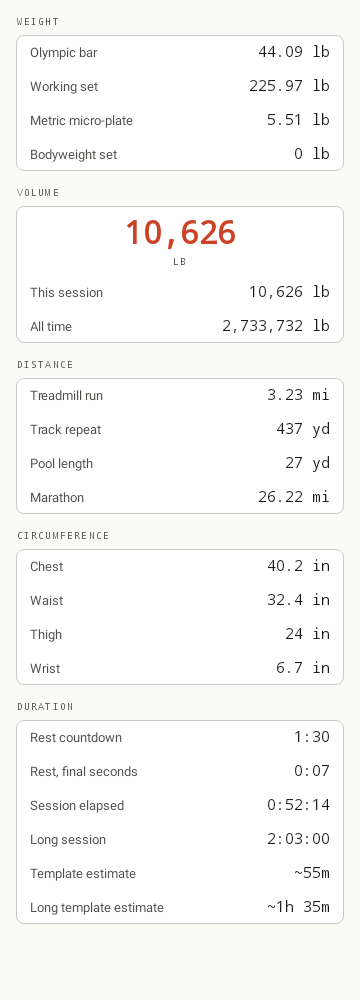 WEIGHT
Olympic bar 44.09 lb
Working set 225.97 lb
Metric micro-plate 5.51 lb
Bodyweight set 0 lb
VOLUME
10,626
LB
This session 10,626 lb
All time 2,733,732 lb
DISTANCE
Treadmill run 3.23 mi
Track repeat 437 yd
Pool length 27 yd
Marathon 26.22 mi
CIRCUMFERENCE
Chest 40.2 in
Waist 32.4 in
Thigh 24 in
Wrist 6.7 in
DURATION
Rest countdown 1:30
Rest, final seconds 0:07
Session elapsed 0:52:14
Long session 2:03:00
Template estimate ~55m
Long template estimate ~1h 35m